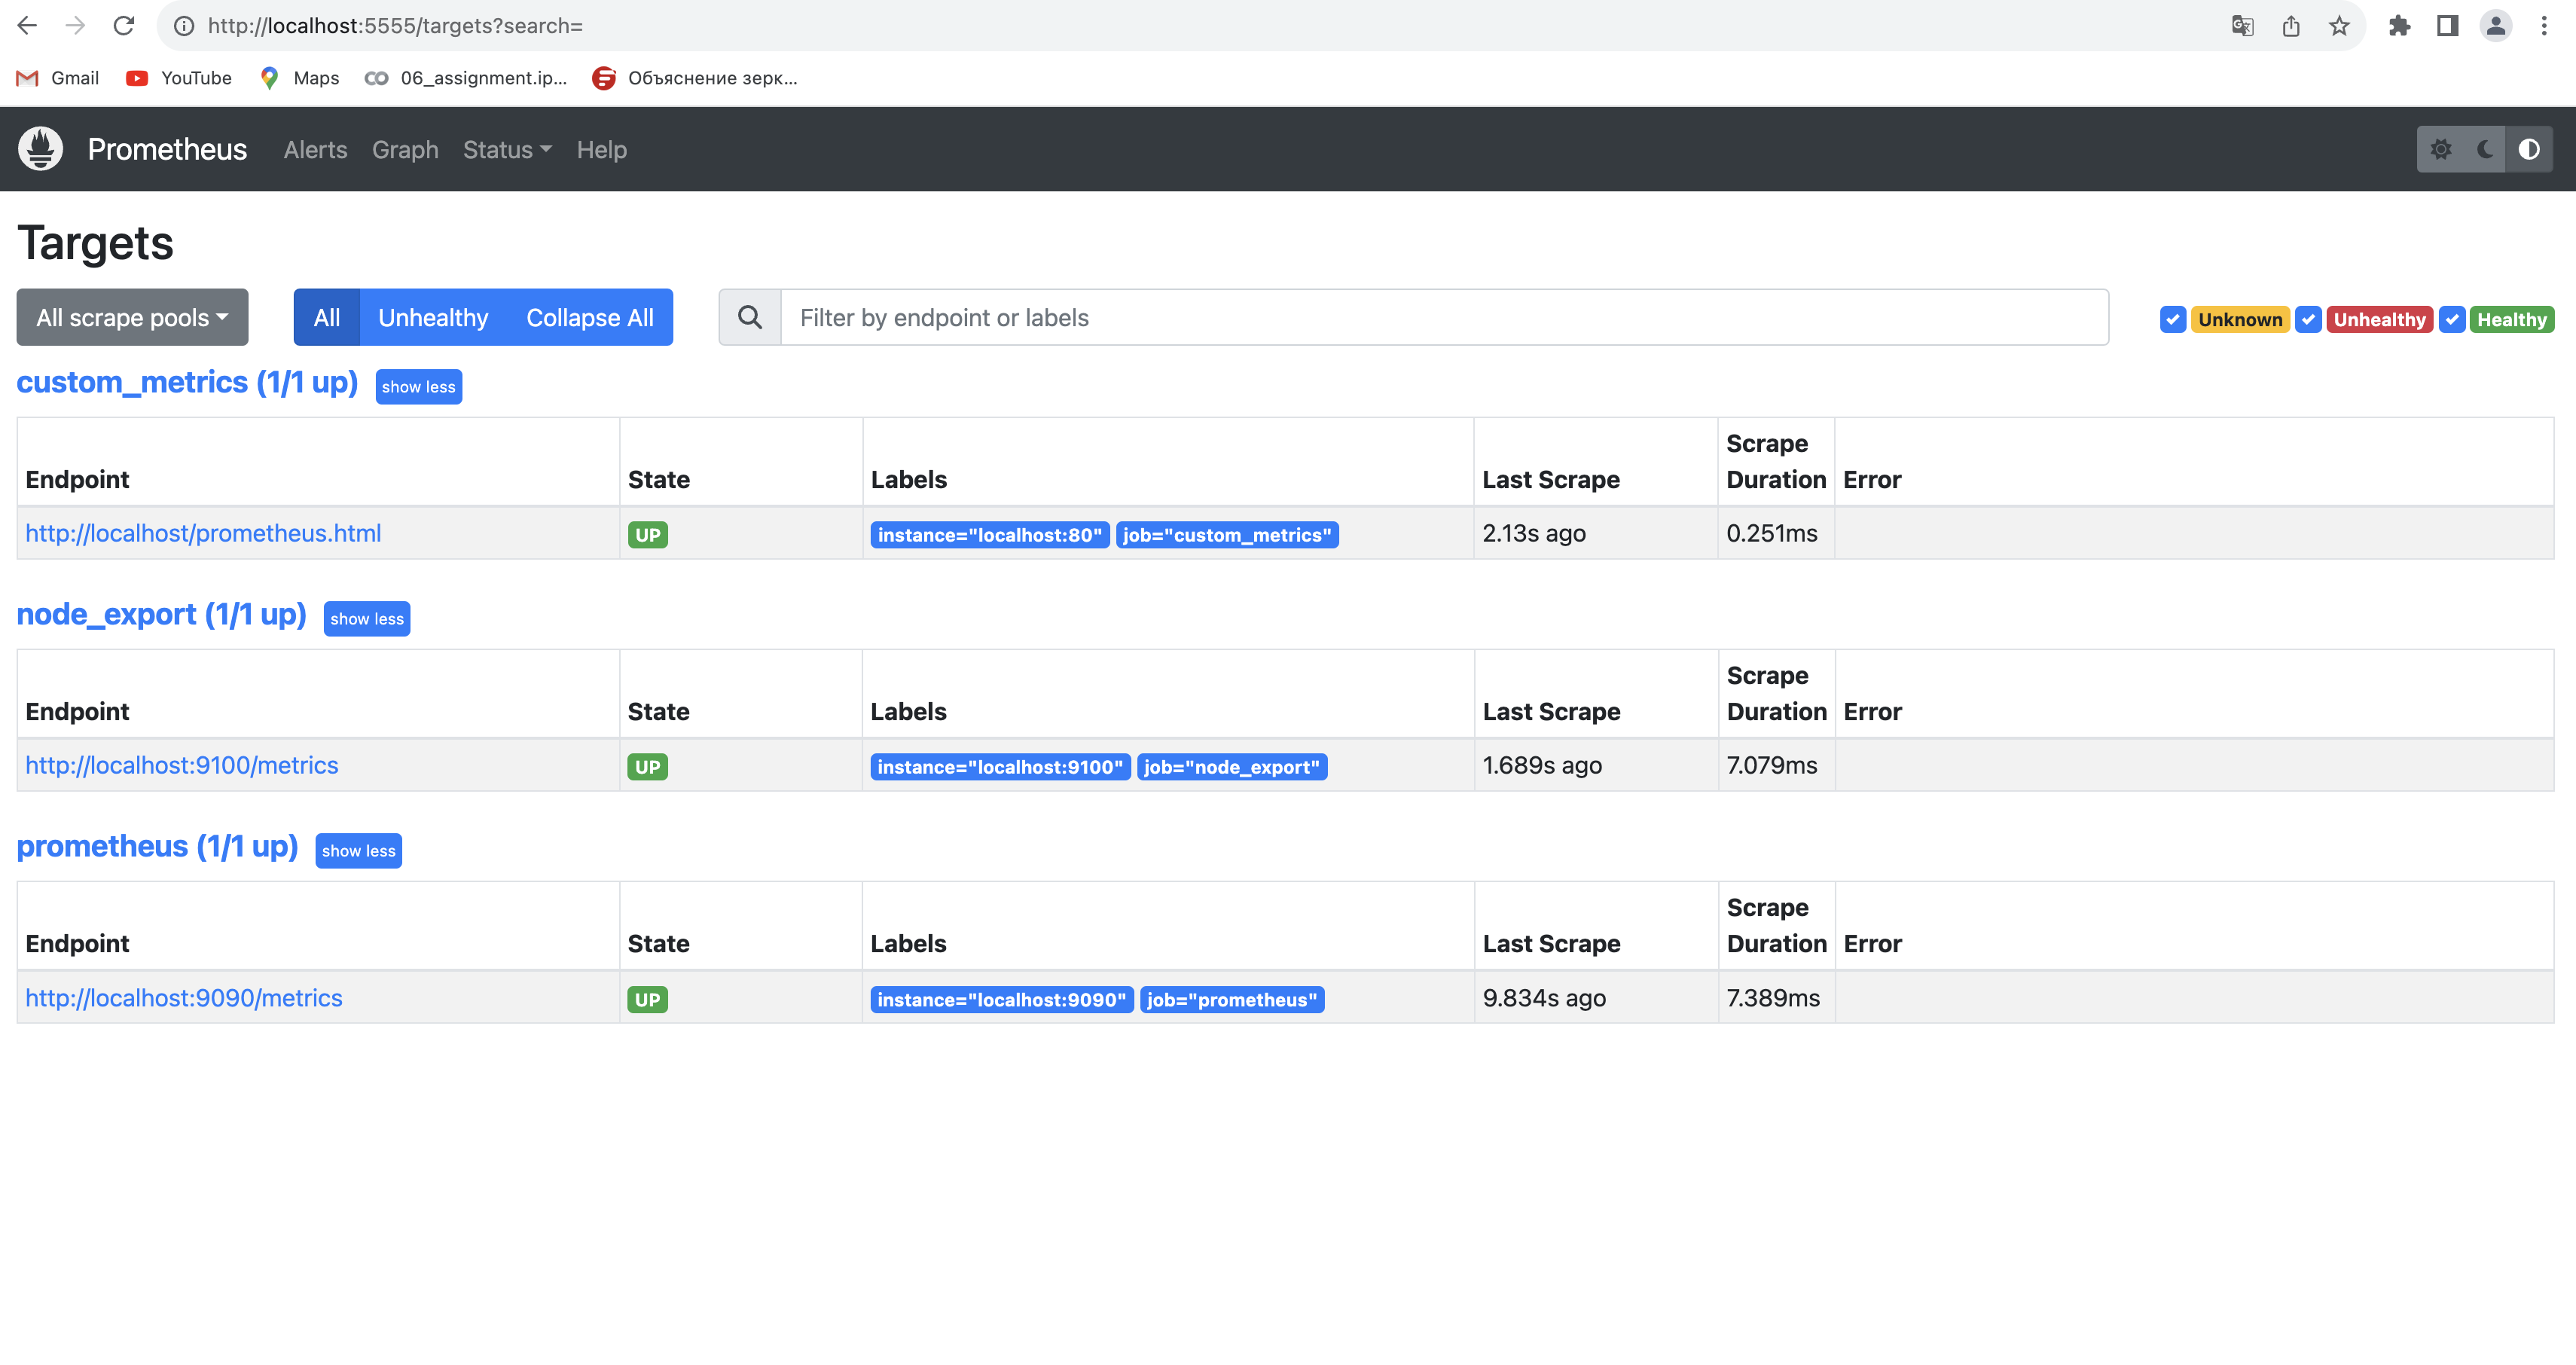 http://localhost:5555/targets?search=
Gmail YouTube Maps 06_assignment.ip... Объяснение зерк...
Prometheus Alerts Graph Status Help
Targets
All scrape pools All Unhealthy Collapse All Filter by endpoint or labels Unknown Unhealthy Healthy
custom_metrics (1/1 up) show less
Endpoint State Labels Last Scrape Scrape Duration Error
http://localhost/prometheus.html UP instance="localhost:80" job="custom_metrics" 2.13s ago 0.251ms
node_export (1/1 up) show less
Endpoint State Labels Last Scrape Scrape Duration Error
http://localhost:9100/metrics UP instance="localhost:9100" job="node_export" 1.689s ago 7.079ms
prometheus (1/1 up) show less
Endpoint State Labels Last Scrape Scrape Duration Error
http://localhost:9090/metrics UP instance="localhost:9090" job="prometheus" 9.834s ago 7.389ms